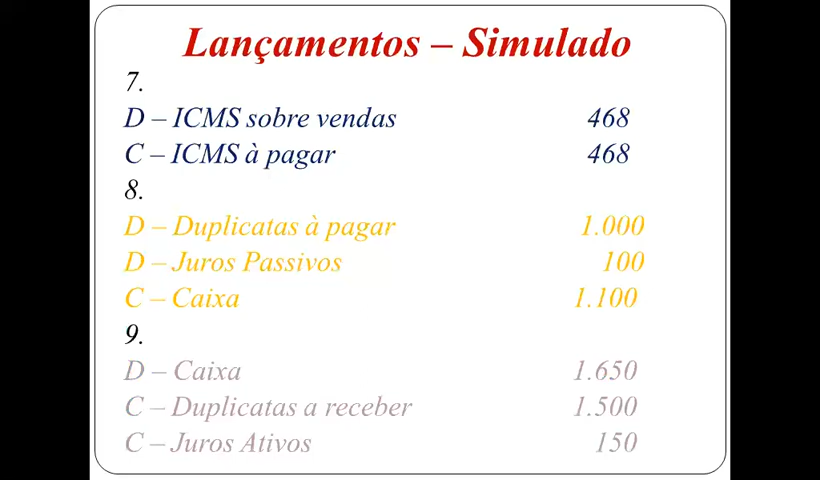 Lançamentos – Simulado
7.
D – ICMS sobre vendas 468
C – ICMS à pagar 468
8.
D – Duplicatas à pagar 1.000
D – Juros Passivos 100
C – Caixa 1.100
9.
D – Caixa 1.650
C – Duplicatas a receber 1.500
C – Juros Ativos 150